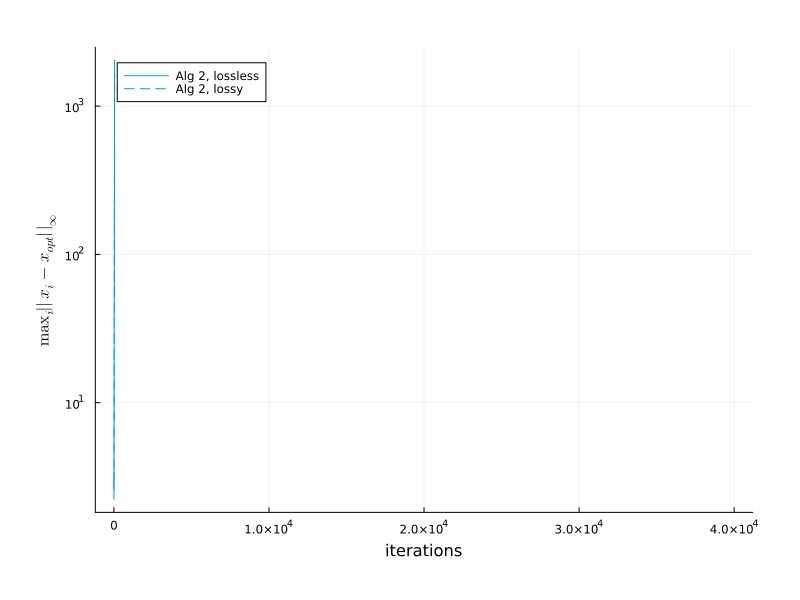 Alg 2, lossless
Alg 2, lossy
10³
10²
10¹
max_i|| x_i − x_opt||_∞
0
1.0×10⁴
2.0×10⁴
3.0×10⁴
4.0×10⁴
iterations